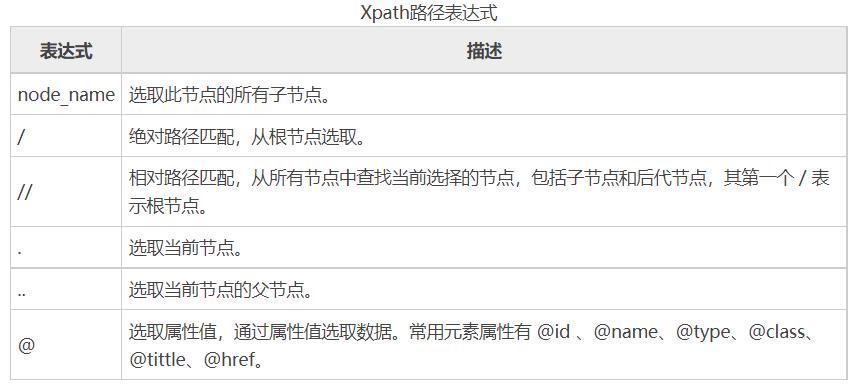 Xpath路径表达式
表达式 描述
node_name 选取此节点的所有子节点。
/ 绝对路径匹配，从根节点选取。
// 相对路径匹配，从所有节点中查找当前选择的节点，包括子节点和后代节点，其第一个 / 表
示根节点。
. 选取当前节点。
.. 选取当前节点的父节点。
@ 选取属性值，通过属性值选取数据。常用元素属性有 @id 、@name、@type、@class、
@tittle、@href。